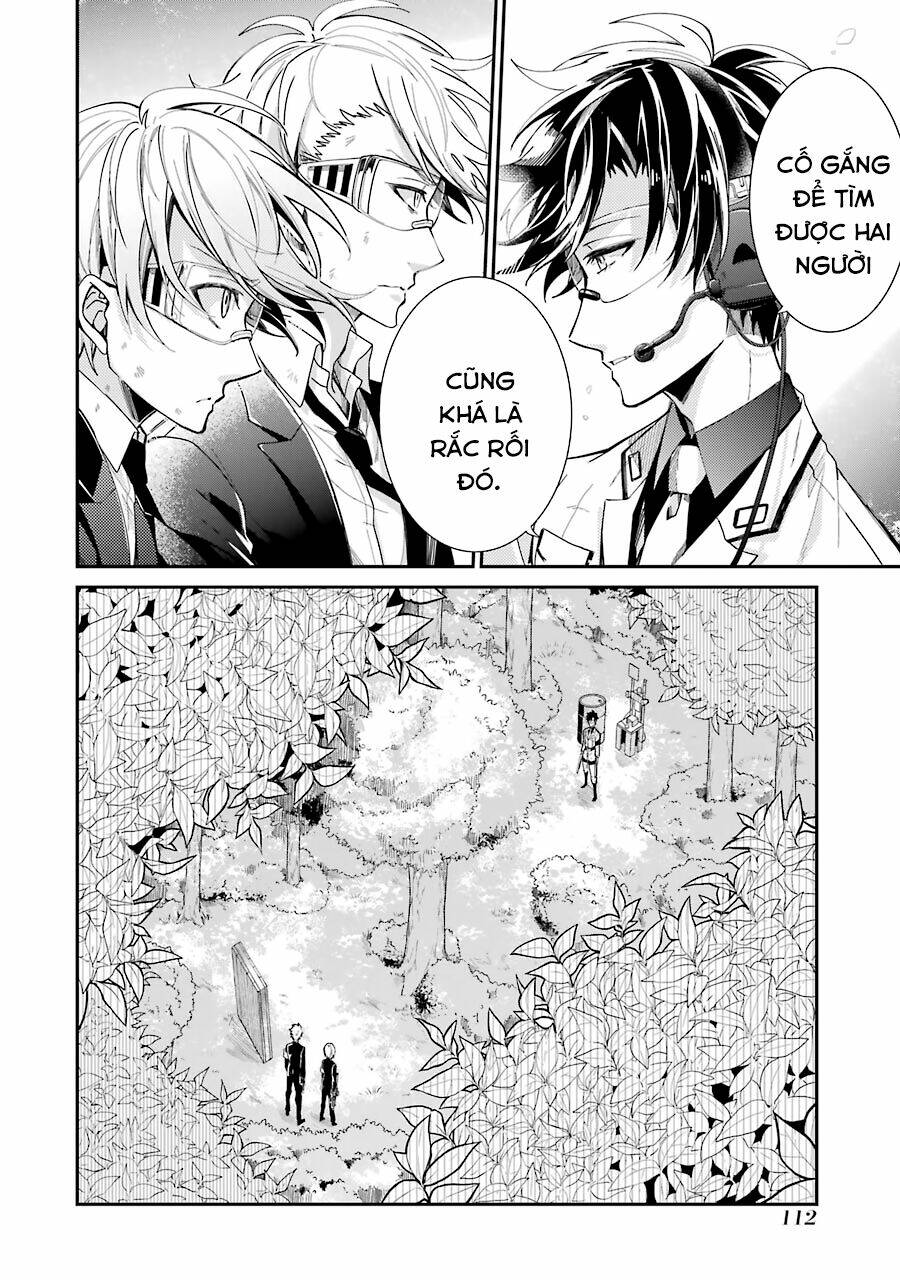 CỐ GẮNG
ĐỂ TÌM
ĐƯỢC HAI
NGƯỜI
CŨNG
KHÁ LÀ
RẮC RỐI
ĐÓ.
112